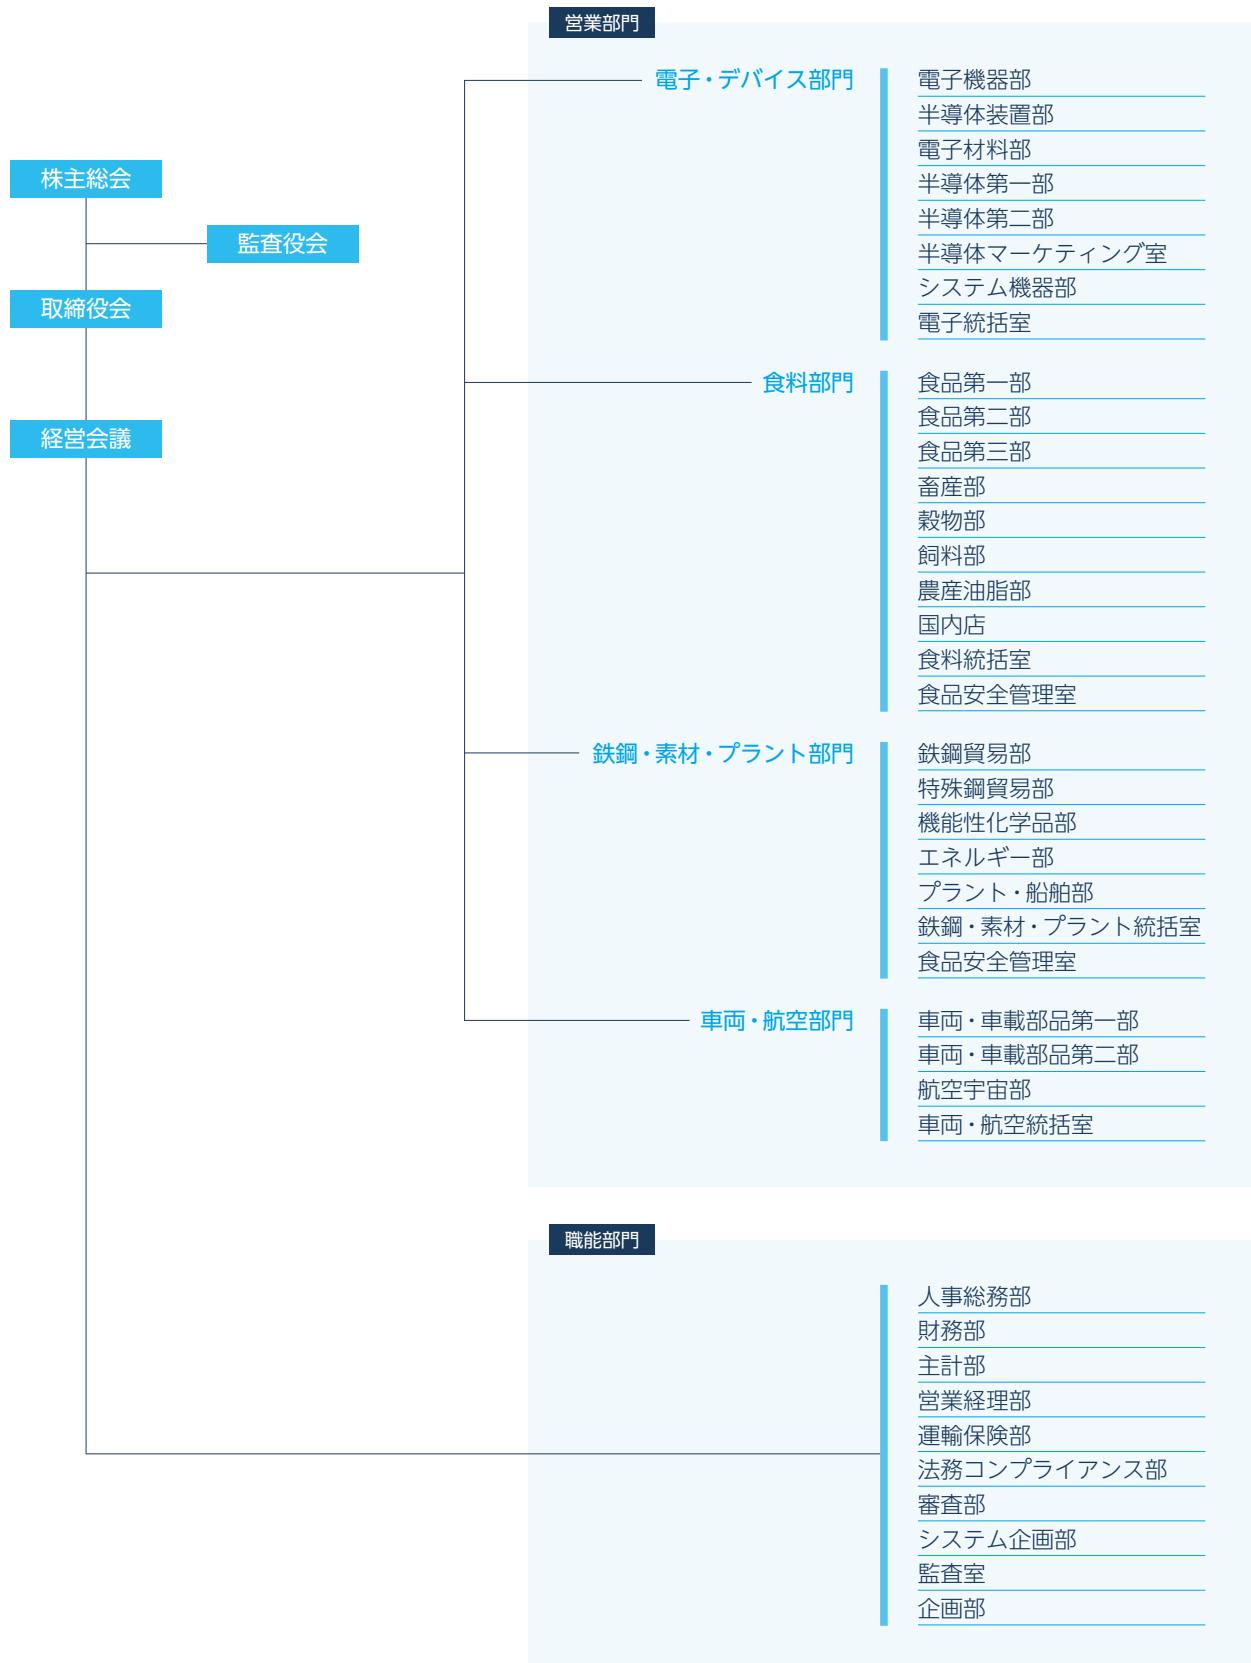 株主総会
監査役会
取締役会
経営会議
営業部門
電子・デバイス部門
電子機器部
半導体装置部
電子材料部
半導体第一部
半導体第二部
半導体マーケティング室
システム機器部
電子統括室
食料部門
食品第一部
食品第二部
食品第三部
畜産部
穀物部
飼料部
農産油脂部
国内店
食料統括室
食品安全管理室
鉄鋼・素材・プラント部門
鉄鋼貿易部
特殊鋼貿易部
機能性化学品部
エネルギー部
プラント・船舶部
鉄鋼・素材・プラント統括室
食品安全管理室
車両・航空部門
車両・車載部品第一部
車両・車載部品第二部
航空宇宙部
車両・航空統括室
職能部門
人事総務部
財務部
主計部
営業経理部
運輸保険部
法務コンプライアンス部
審査部
システム企画部
監査室
企画部